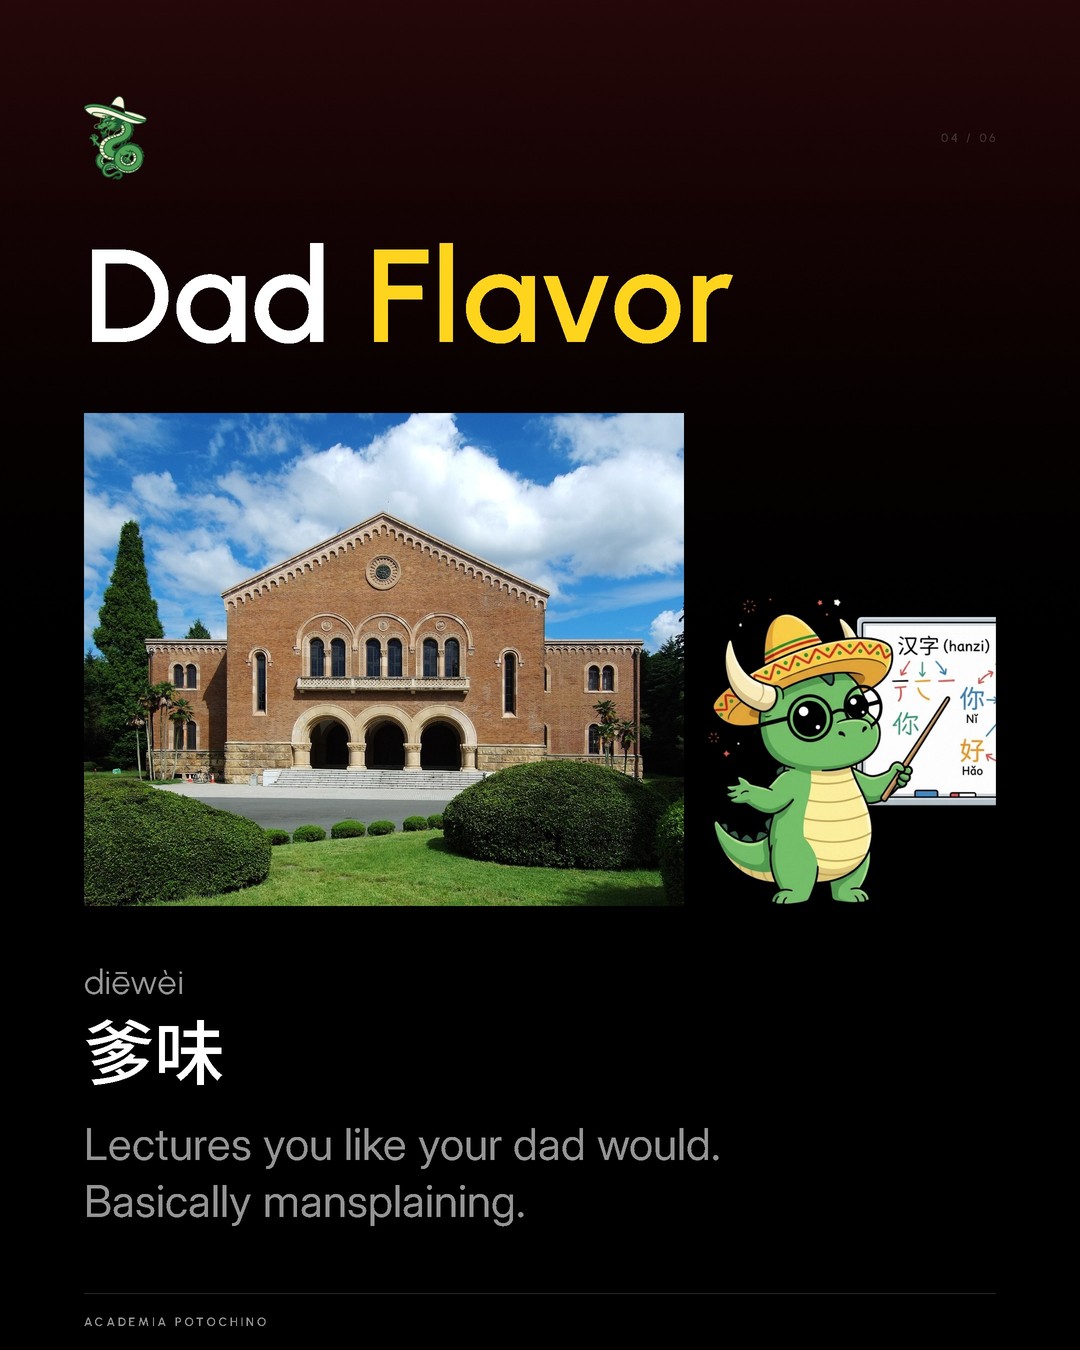 04 / 06
Dad Flavor
汉字 (hanzi)
你
你
Nǐ
好
Hǎo
diēwèi
爹味
Lectures you like your dad would.
Basically mansplaining.
ACADEMIA POTOCHINO